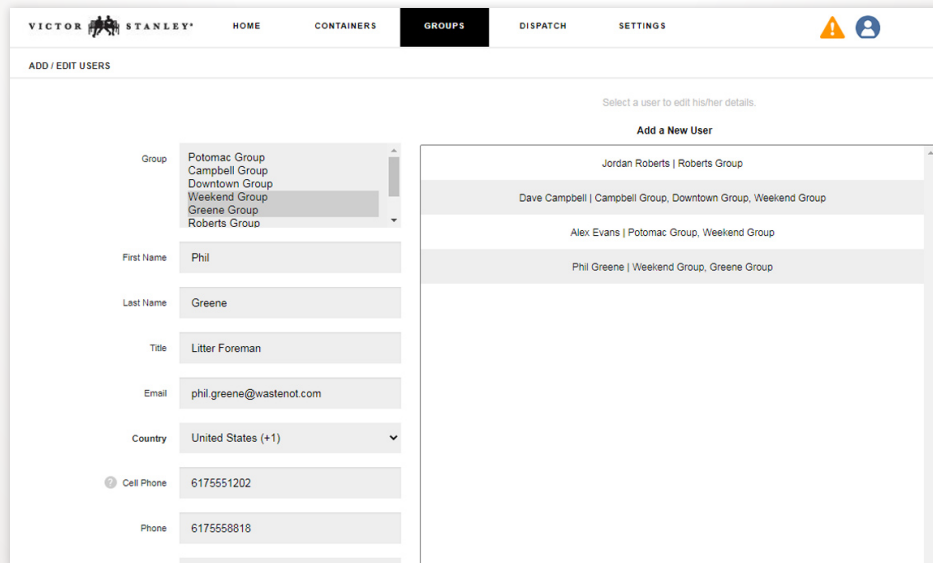 VICTOR STANLEY®
HOME
CONTAINERS
GROUPS
DISPATCH
SETTINGS
ADD / EDIT USERS
Select a user to edit his/her details.
Add a New User
Group
Potomac Group
Campbell Group
Downtown Group
Weekend Group
Greene Group
Roberts Group
First Name
Phil
Last Name
Greene
Title
Litter Foreman
Email
phil.greene@wastenot.com
Country
United States (+1)
? Cell Phone
6175551202
Phone
6175558818
Jordan Roberts | Roberts Group
Dave Campbell | Campbell Group, Downtown Group, Weekend Group
Alex Evans | Potomac Group, Weekend Group
Phil Greene | Weekend Group, Greene Group